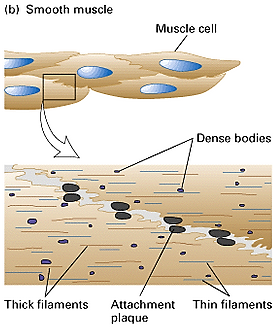 (b) Smooth muscle
Muscle cell
Dense bodies
Thick filaments
Attachment
plaque
Thin filaments